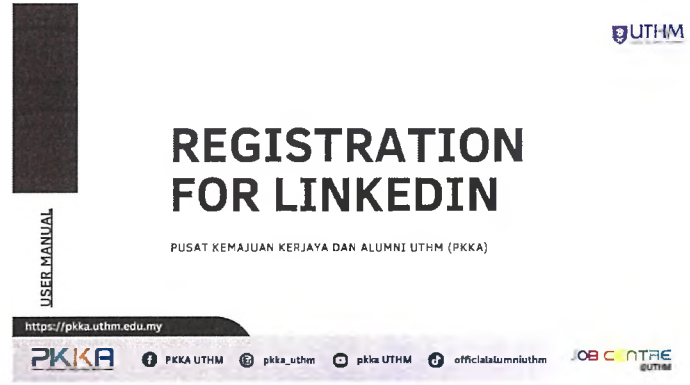 UTHM
REGISTRATION
FOR LINKEDIN
PUSAT KEMAJUAN KERJAYA DAN ALUMNI UTHM (PKKA)
USER MANUAL
https://pkka.uthm.edu.my
PKKA
PKKA UTHM
pkka_uthm
pkka UTHM
officialalumniuthm
JOB CENTRE
@UTHM